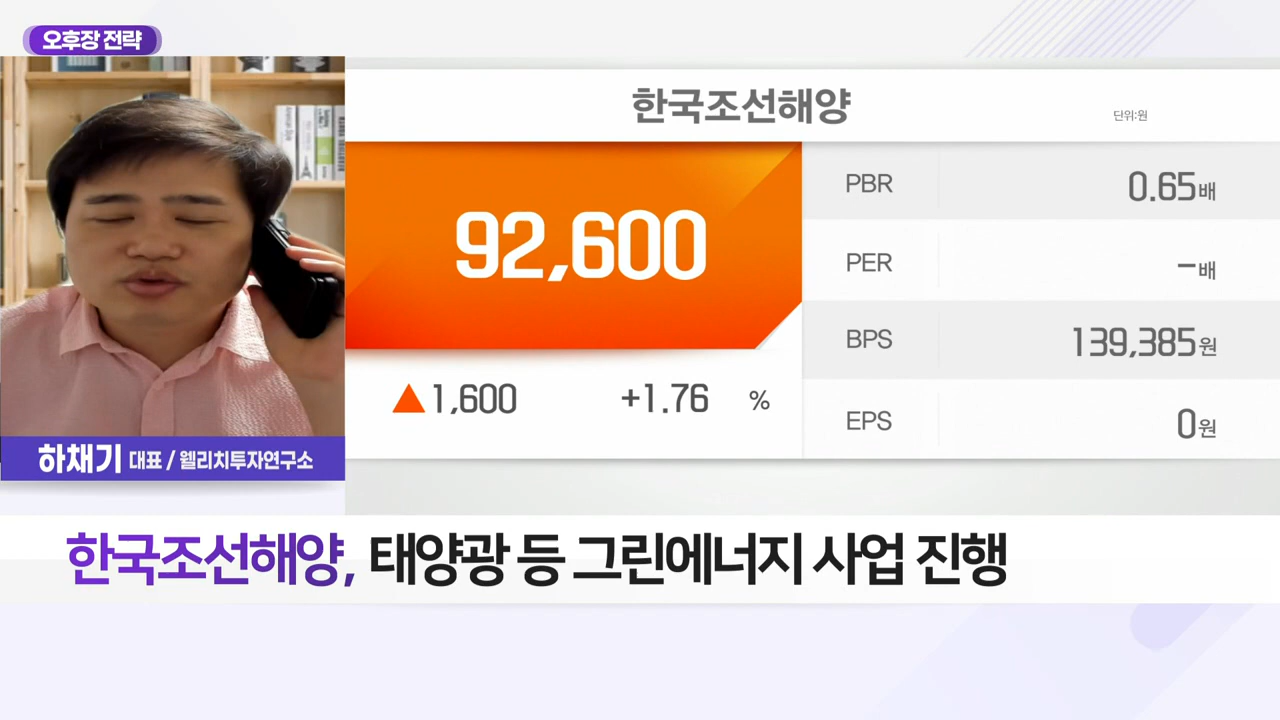 오후장 전략
한국조선해양
단위:원
92,600
▲1,600 +1.76 %
PBR 0.65배
PER -배
BPS 139,385원
EPS 0원
하채기 대표 / 웰리치투자연구소
한국조선해양, 태양광 등 그린에너지 사업 진행